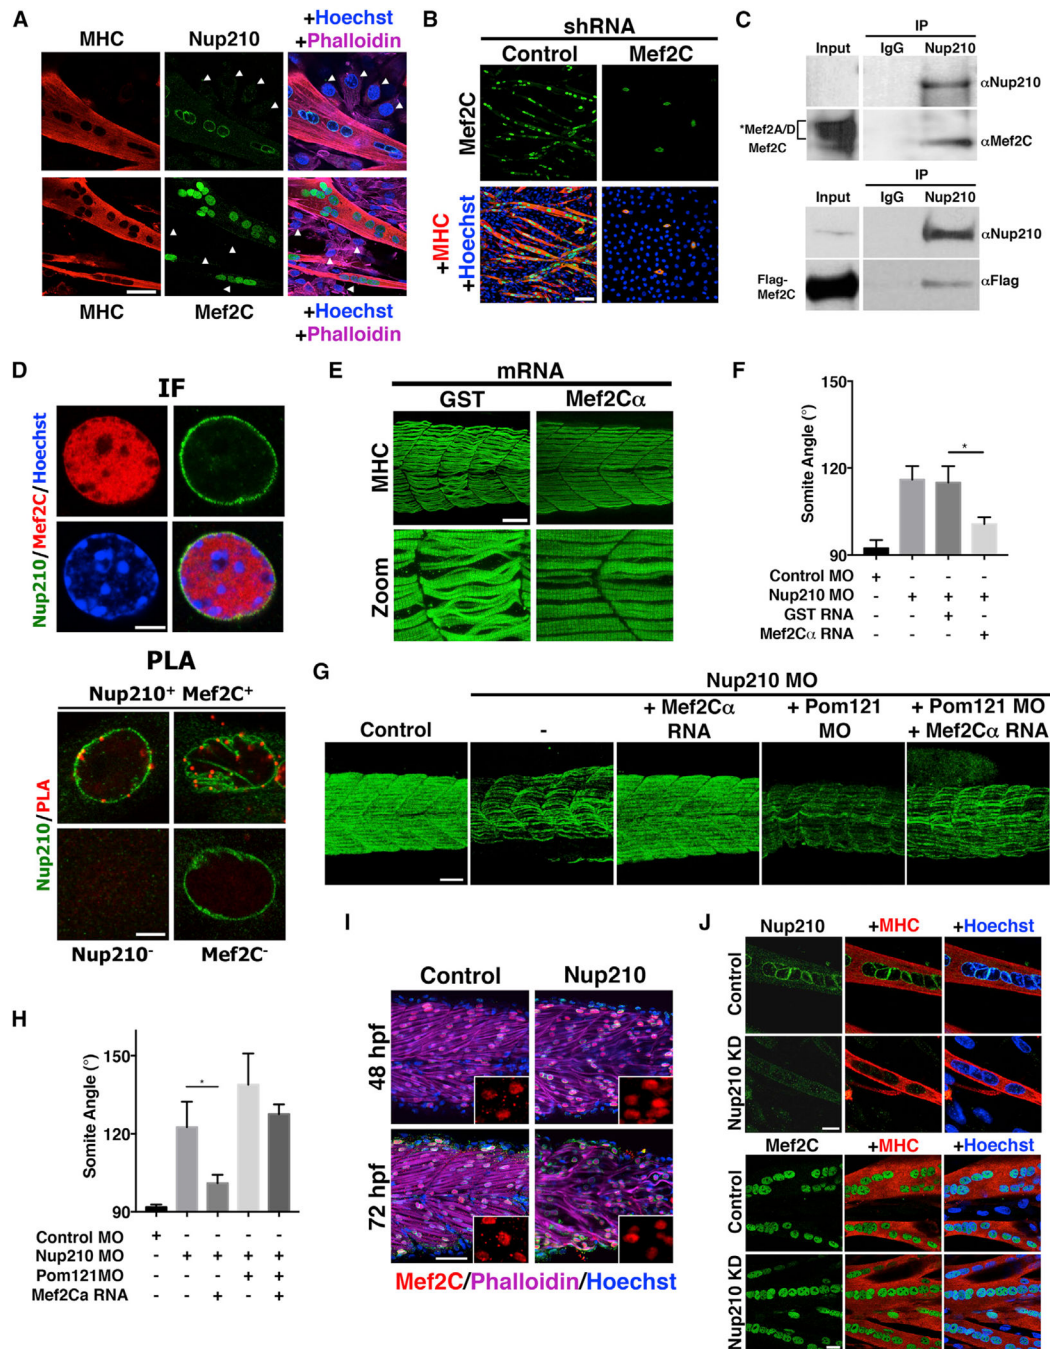 A
MHC
Nup210
+Hoechst
+Phalloidin
MHC
Mef2C
+Hoechst
+Phalloidin
B
shRNA
Control
Mef2C
Mef2C
+MHC
+Hoechst
C
IP
Input
IgG
Nup210
αNup210
*Mef2A/D
Mef2C
αMef2C
IP
Input
IgG
Nup210
αNup210
Flag-
Mef2C
αFlag
D
IF
Nup210/Mef2C/Hoechst
PLA
Nup210+ Mef2C+
Nup210/PLA
Nup210-
Mef2C-
E
mRNA
GST
Mef2Cα
MHC
Zoom
F
Somite Angle (°)
150
120
90
*
Control MO + - - -
Nup210 MO - + + +
GST RNA - - + -
Mef2Cα RNA - - - +
G
Nup210 MO
Control
-
+ Mef2Cα
RNA
+ Pom121
MO
+ Pom121 MO
+ Mef2Cα RNA
H
Somite Angle (°)
150
120
90
*
Control MO + - - - -
Nup210 MO - + + + +
Pom121MO - - - + +
Mef2Ca RNA - - + - +
I
Control
Nup210
48 hpf
72 hpf
Mef2C/Phalloidin/Hoechst
J
Nup210
+MHC
+Hoechst
Control
Nup210 KD
Mef2C
+MHC
+Hoechst
Control
Nup210 KD